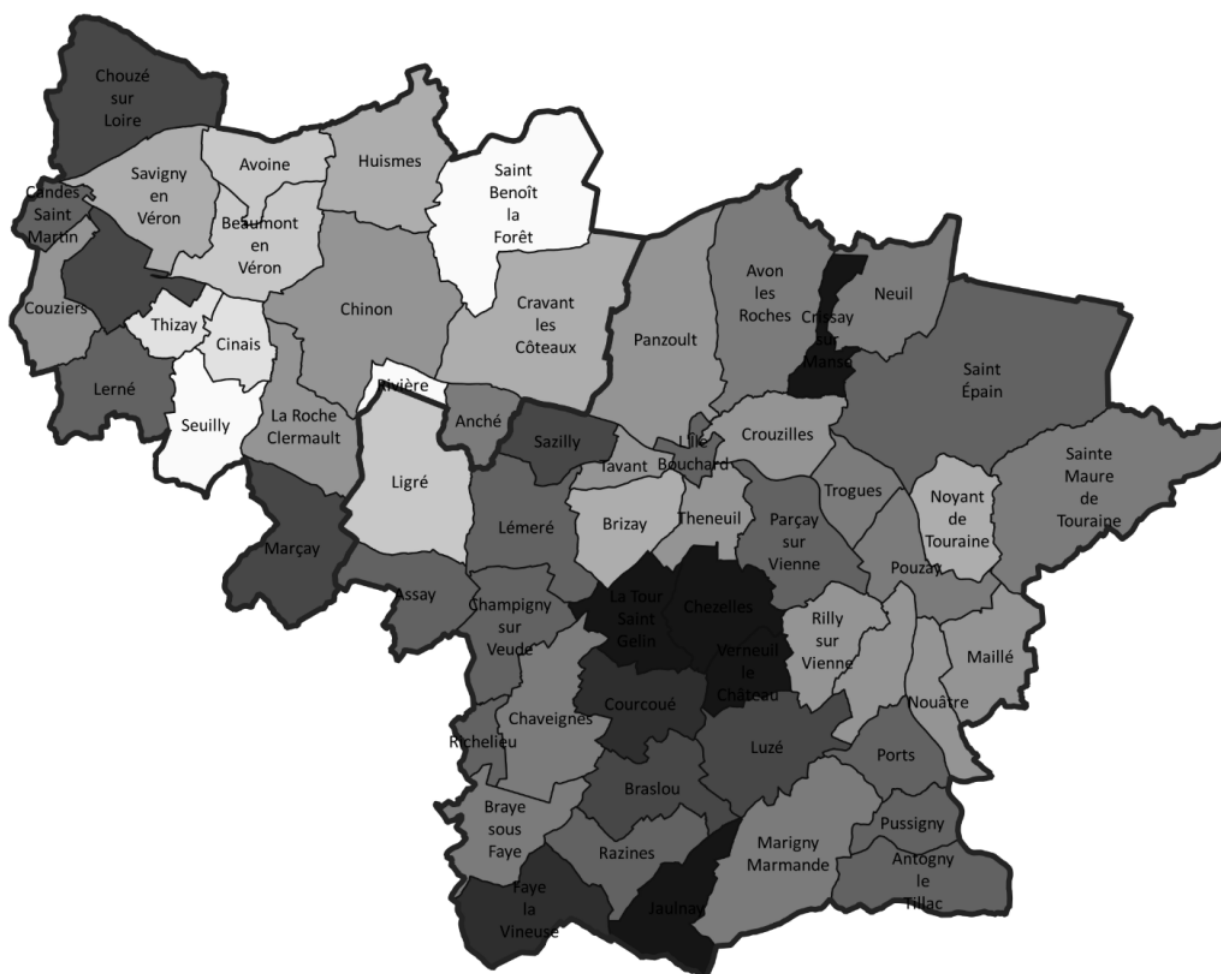 Chouzé
sur
Loire
Savigny
en
Véron
Avoine
Huismes
Saint
Benoît
la
Forêt
Candes
Saint
Martin
Beaumont
en
Véron
Couziers
Thizay
Cinais
Chinon
Cravant
les
Côteaux
Panzoult
Avon
les
Roches
Crissay
sur
Manse
Neuil
Saint
Épain
Lerné
Seuilly
La Roche
Clermault
Rivière
Anché
Ligré
Sazilly
Tavant
L'Île
Bouchard
Crouzilles
Trogues
Noyant
de
Touraine
Sainte
Maure
de
Touraine
Marçay
Lémeré
Brizay
Theneuil
Parçay
sur
Vienne
Pouzay
Assay
Champigny
sur
Veude
La Tour
Saint
Gelin
Chezelles
Verneuil
le
Château
Rilly
sur
Vienne
Maillé
Nouâtre
Richelieu
Chaveignes
Courcoué
Luzé
Ports
Braslou
Braye
sous
Faye
Razines
Marigny
Marmande
Pussigny
Antogny
le
Tillac
Faye
la
Vineuse
Jaulnay